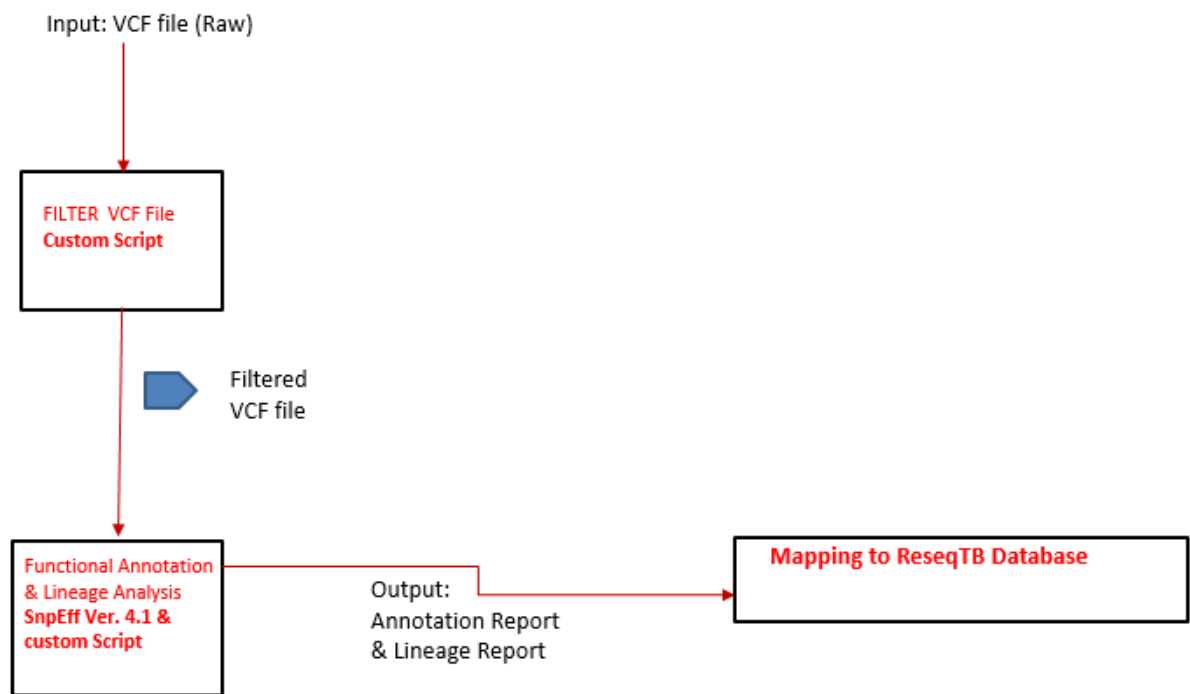 Input: VCF file (Raw)
FILTER VCF File
Custom Script
Filtered
VCF file
Functional Annotation
& Lineage Analysis
SnpEff Ver. 4.1 &
custom Script
Output:
Annotation Report
& Lineage Report
Mapping to ReseqTB Database